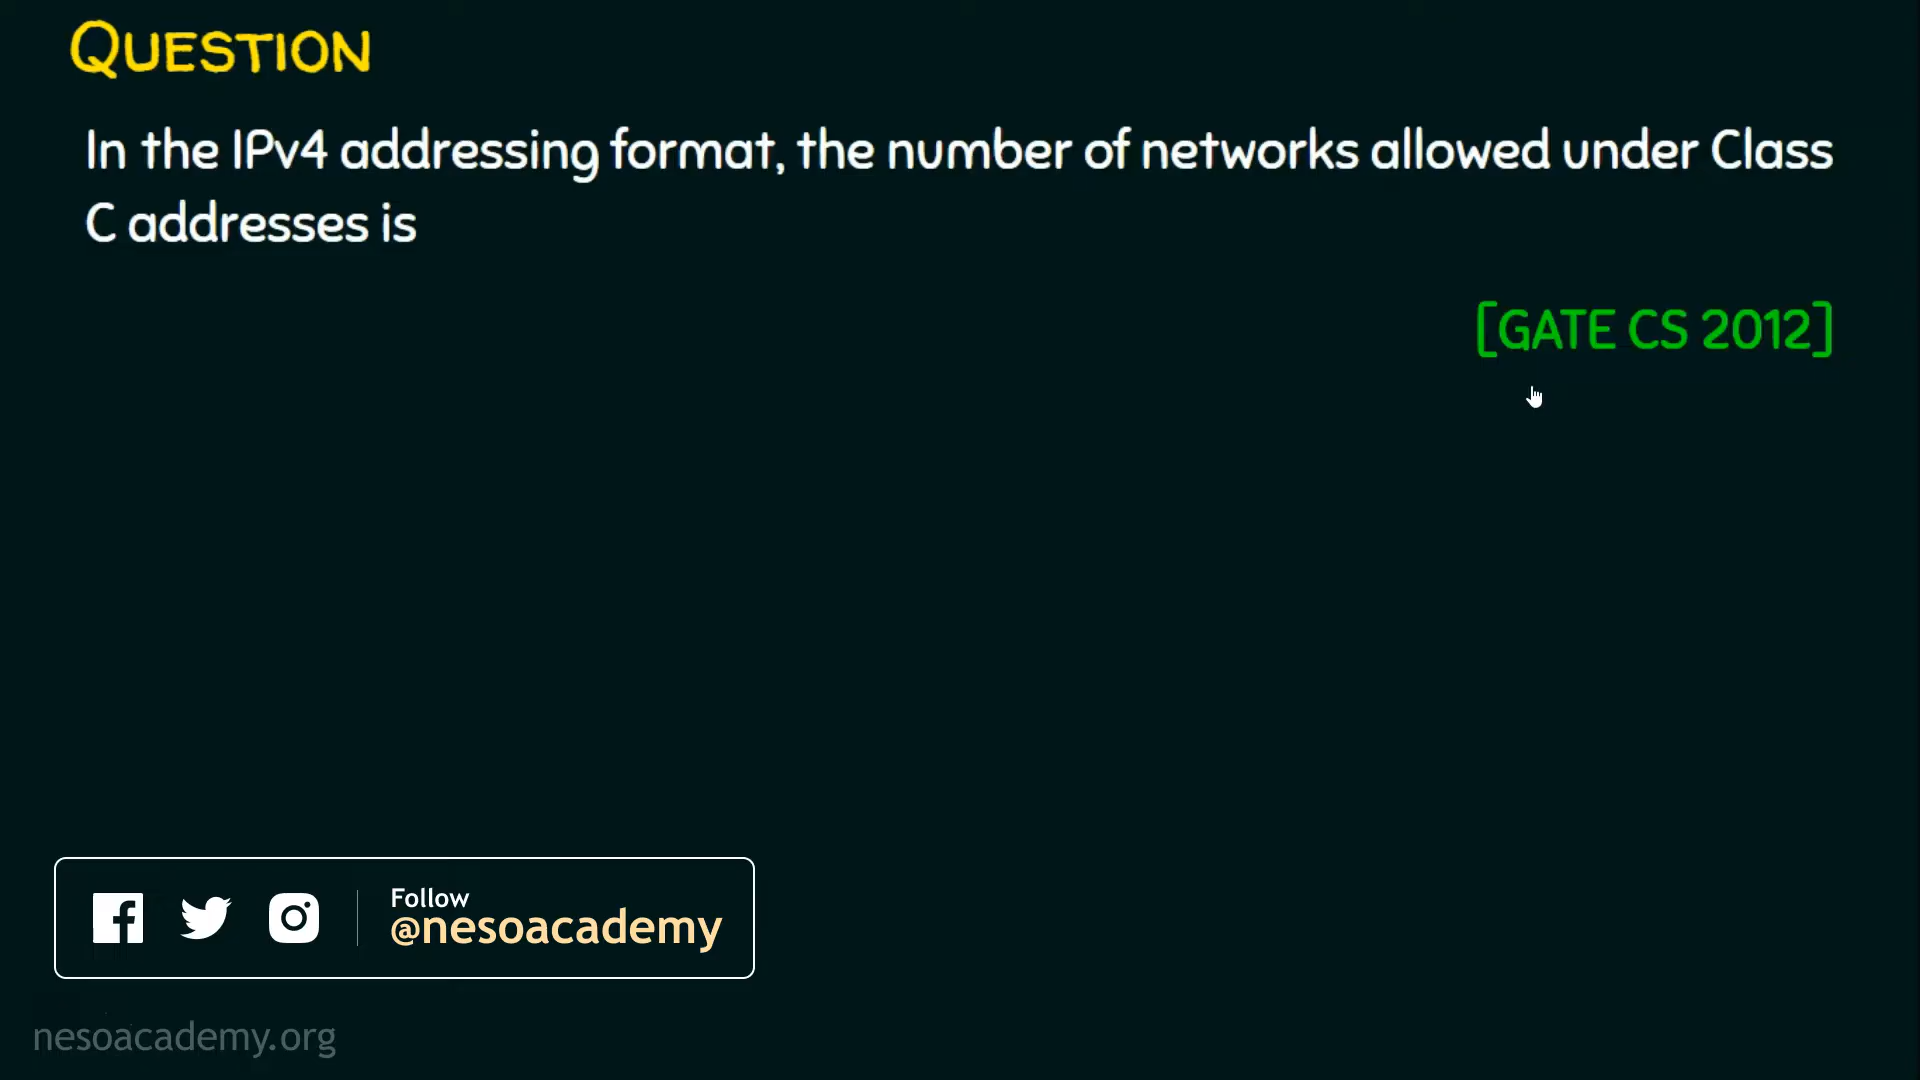 QUESTION
In the IPv4 addressing format, the number of networks allowed under Class
C addresses is
[GATE CS 2012]
Follow
@nesoacademy
nesoacademy.org